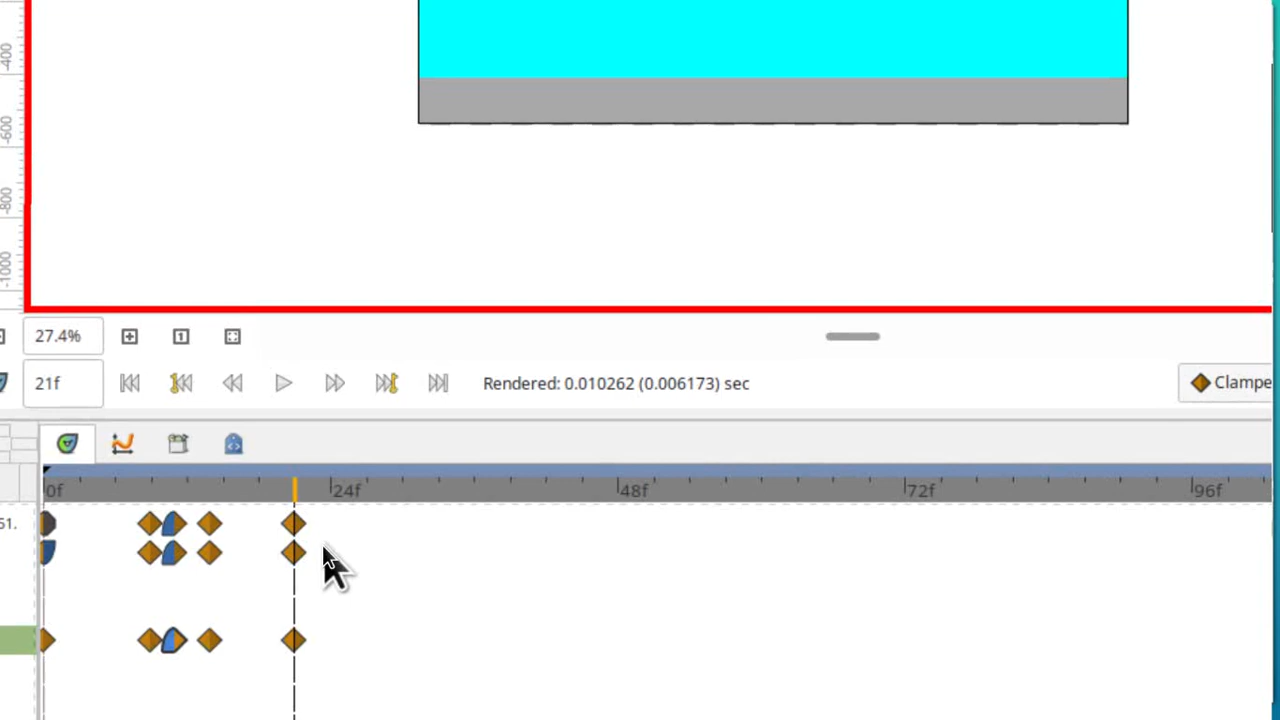 -400
-600
-800
-1000
27.4%
21f
Rendered: 0.010262 (0.006173) sec
Clampe
0f 24f 48f 72f 96f
51.